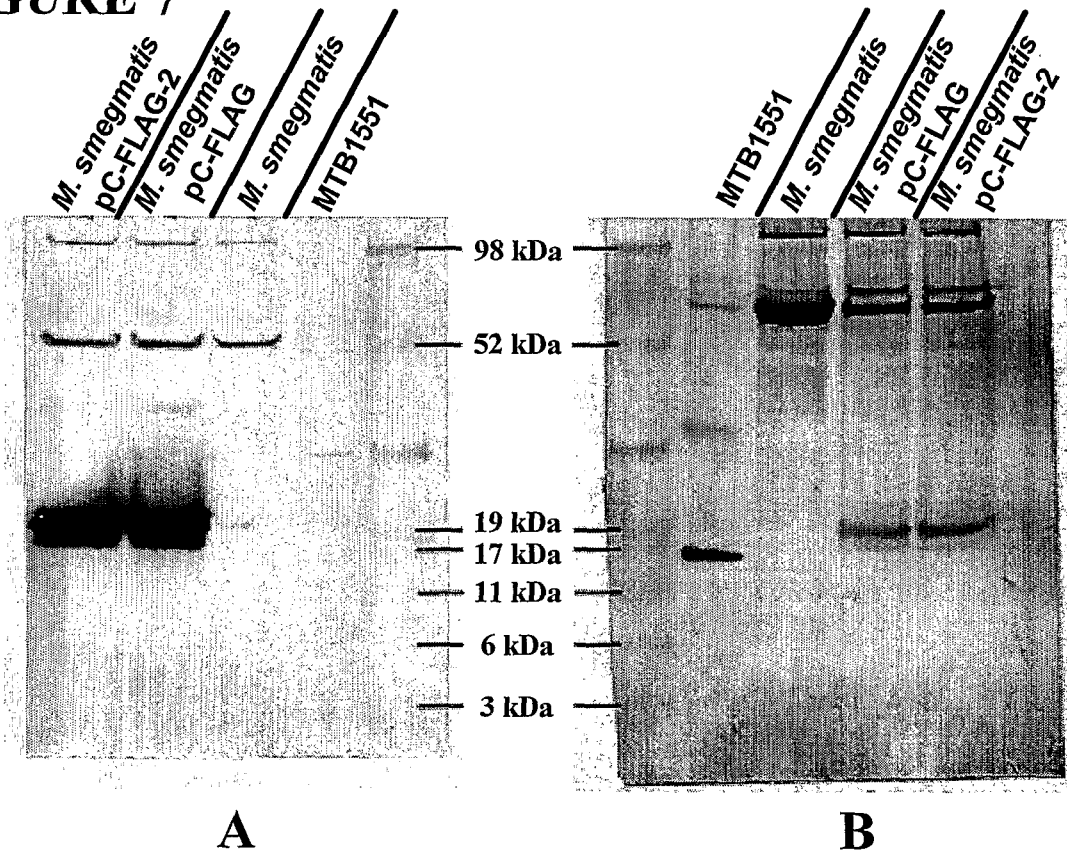 GURE 7
M. smegmatis
pC-FLAG-2
M. smegmatis
pC-FLAG
M. smegmatis
MTB1551
MTB1551
M. smegmatis
M. smegmatis
pC-FLAG
M. smegmatis
pC-FLAG-2
98 kDa
52 kDa
19 kDa
17 kDa
11 kDa
6 kDa
3 kDa
A
B